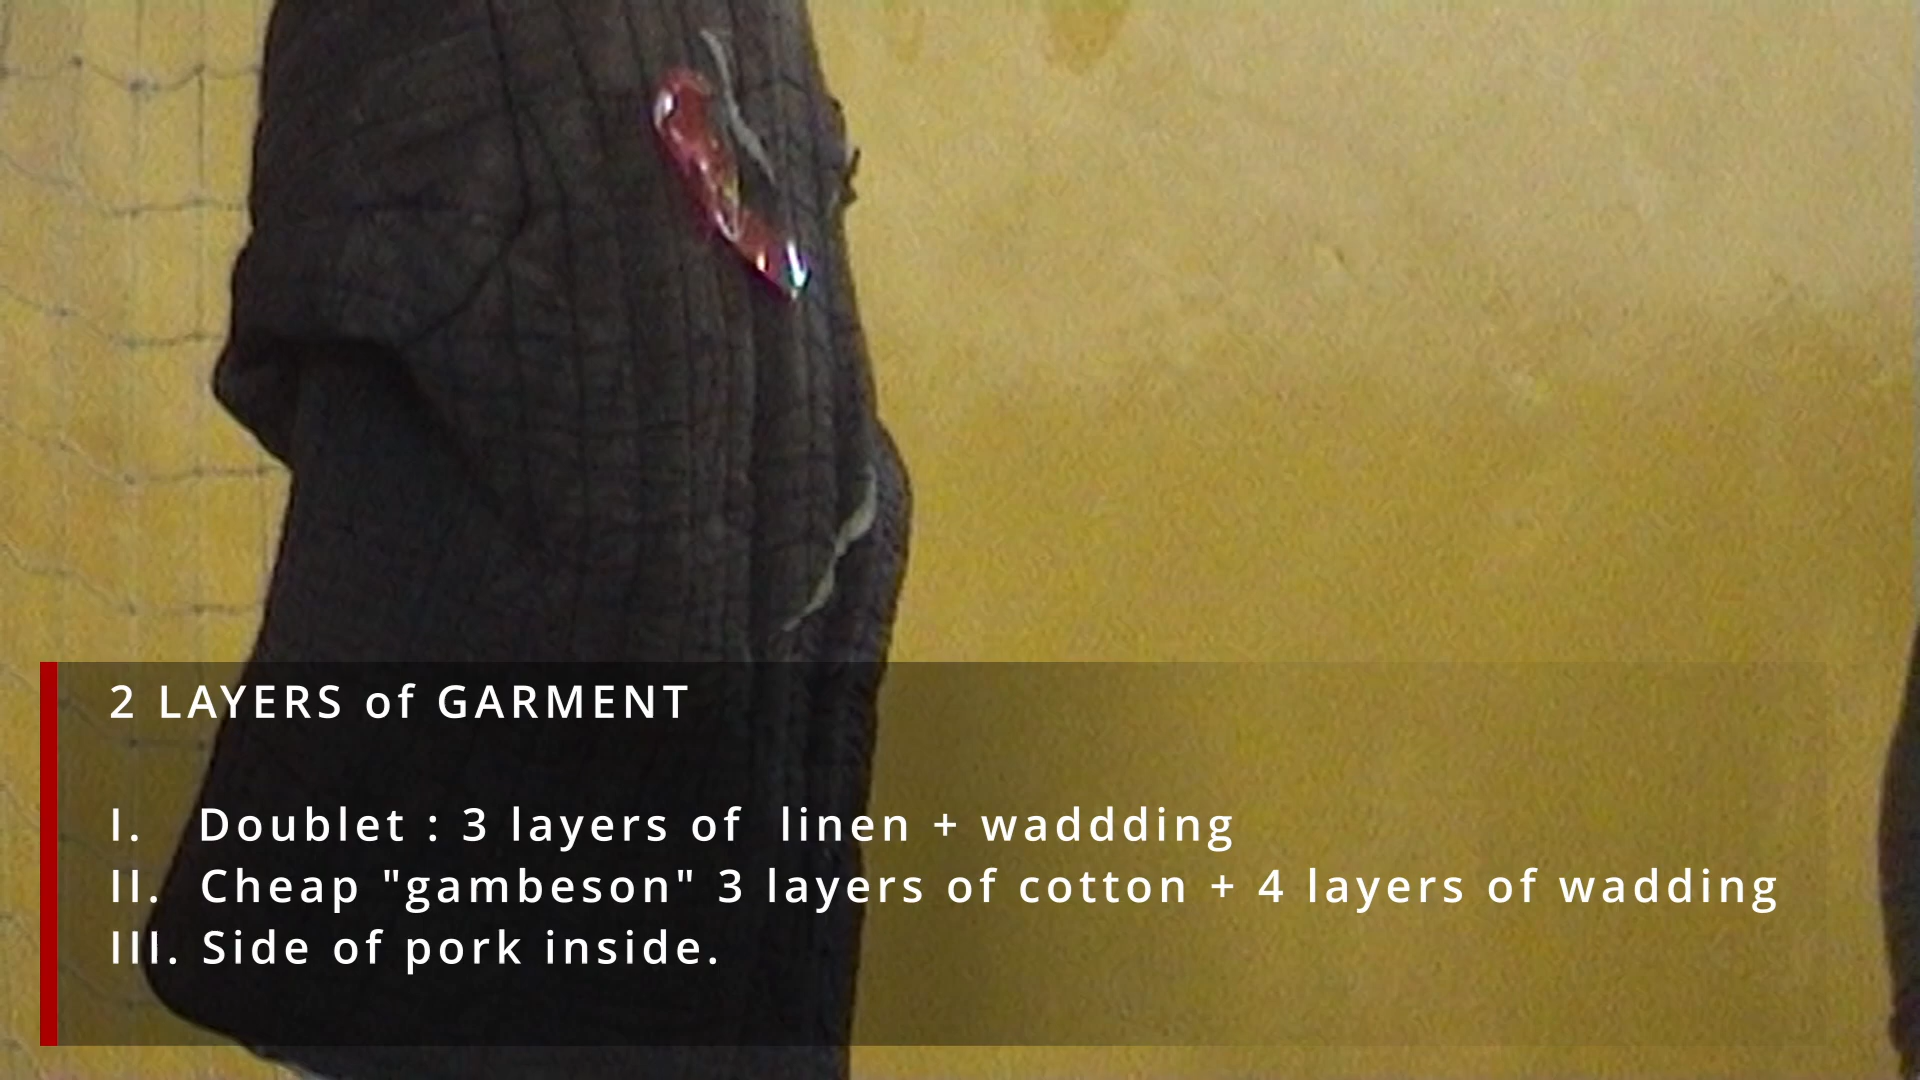 2 LAYERS of GARMENT
I. Doublet : 3 layers of linen + waddding
II. Cheap "gambeson" 3 layers of cotton + 4 layers of wadding
III. Side of pork inside.